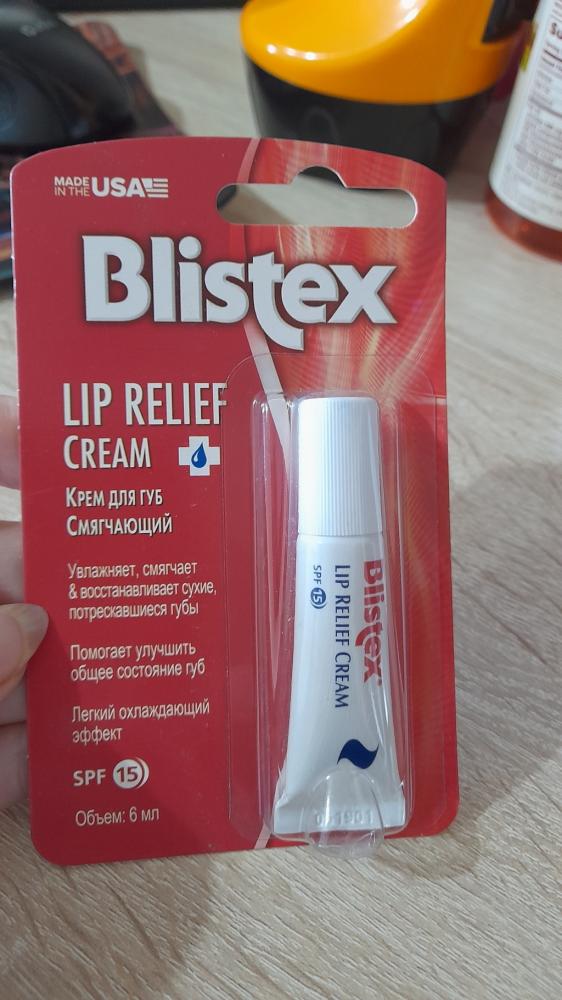 MADE
IN THE USA
Blistex
LIP RELIEF
CREAM
КРЕМ ДЛЯ ГУБ
СМЯГЧАЮЩИЙ
Увлажняет, смягчает
& восстанавливает сухие,
потрескавшиеся губы
Помогает улучшить
общее состояние губ
Легкий охлаждающий
эффект
SPF 15
Объем: 6 мл
Blistex
LIP RELIEF CREAM
SPF 15